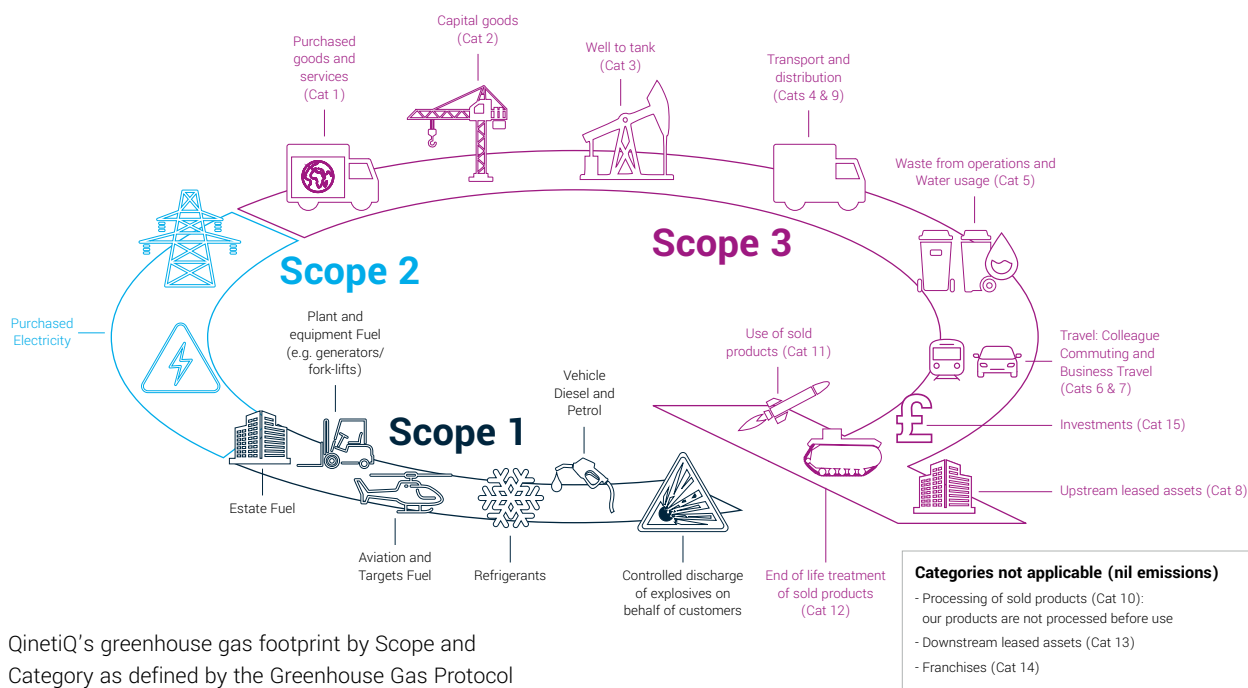 Capital goods
(Cat 2)
Purchased
goods and
services
(Cat 1)
Well to tank
(Cat 3)
Transport and
distribution
(Cats 4 & 9)
Waste from operations and
Water usage (Cat 5)
Scope 3
Scope 2
Purchased
Electricity
Plant and
equipment Fuel
(e.g. generators/
fork-lifts)
Use of sold
products (Cat 11)
Travel: Colleague
Commuting and
Business Travel
(Cats 6 & 7)
Vehicle
Diesel and
Petrol
Scope 1
£
Investments (Cat 15)
Upstream leased assets (Cat 8)
Estate Fuel
Aviation and
Targets Fuel
Refrigerants
Controlled discharge
of explosives on
behalf of customers
End of life treatment
of sold products
(Cat 12)
Categories not applicable (nil emissions)
- Processing of sold products (Cat 10):
our products are not processed before use
- Downstream leased assets (Cat 13)
- Franchises (Cat 14)
QinetiQ's greenhouse gas footprint by Scope and
Category as defined by the Greenhouse Gas Protocol